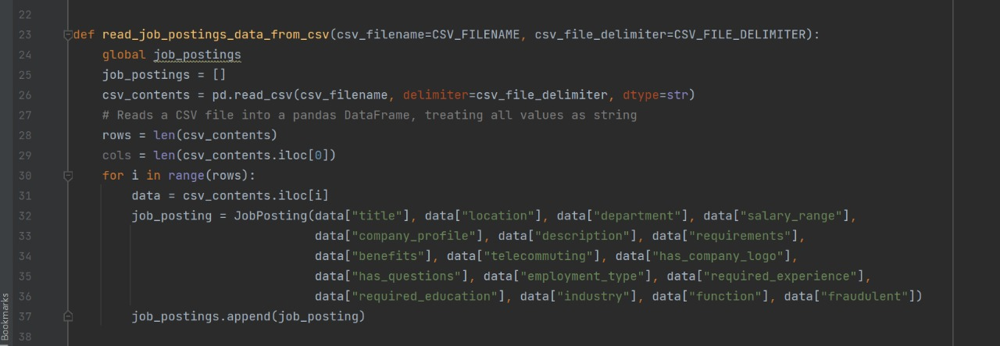 22
23 def read_job_postings_data_from_csv(csv_filename=CSV_FILENAME, csv_file_delimiter=CSV_FILE_DELIMITER):
24 global job_postings
25 job_postings = []
26 csv_contents = pd.read_csv(csv_filename, delimiter=csv_file_delimiter, dtype=str)
27 # Reads a CSV file into a pandas DataFrame, treating all values as string
28 rows = len(csv_contents)
29 cols = len(csv_contents.iloc[0])
30 for i in range(rows):
31 data = csv_contents.iloc[i]
32 job_posting = JobPosting(data["title"], data["location"], data["department"], data["salary_range"],
33 data["company_profile"], data["description"], data["requirements"],
34 data["benefits"], data["telecommuting"], data["has_company_logo"],
35 data["has_questions"], data["employment_type"], data["required_experience"],
36 data["required_education"], data["industry"], data["function"], data["fraudulent"])
37 job_postings.append(job_posting)
38
Bookmarks